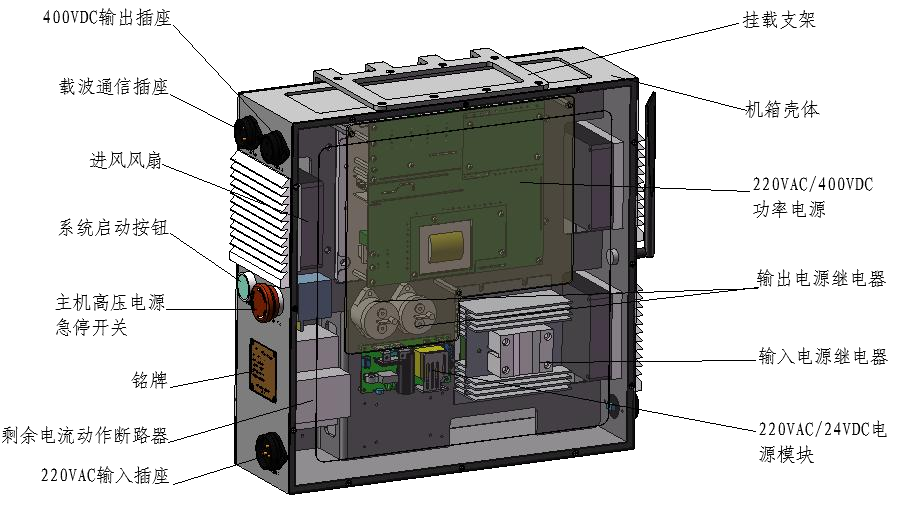 400VDC输出插座
载波通信插座
进风风扇
系统启动按钮
主机高压电源
急停开关
铭牌
剩余电流动作断路器
220VAC输入插座
挂载支架
机箱壳体
220VAC/400VDC
功率电源
输出电源继电器
输入电源继电器
220VAC/24VDC电
源模块